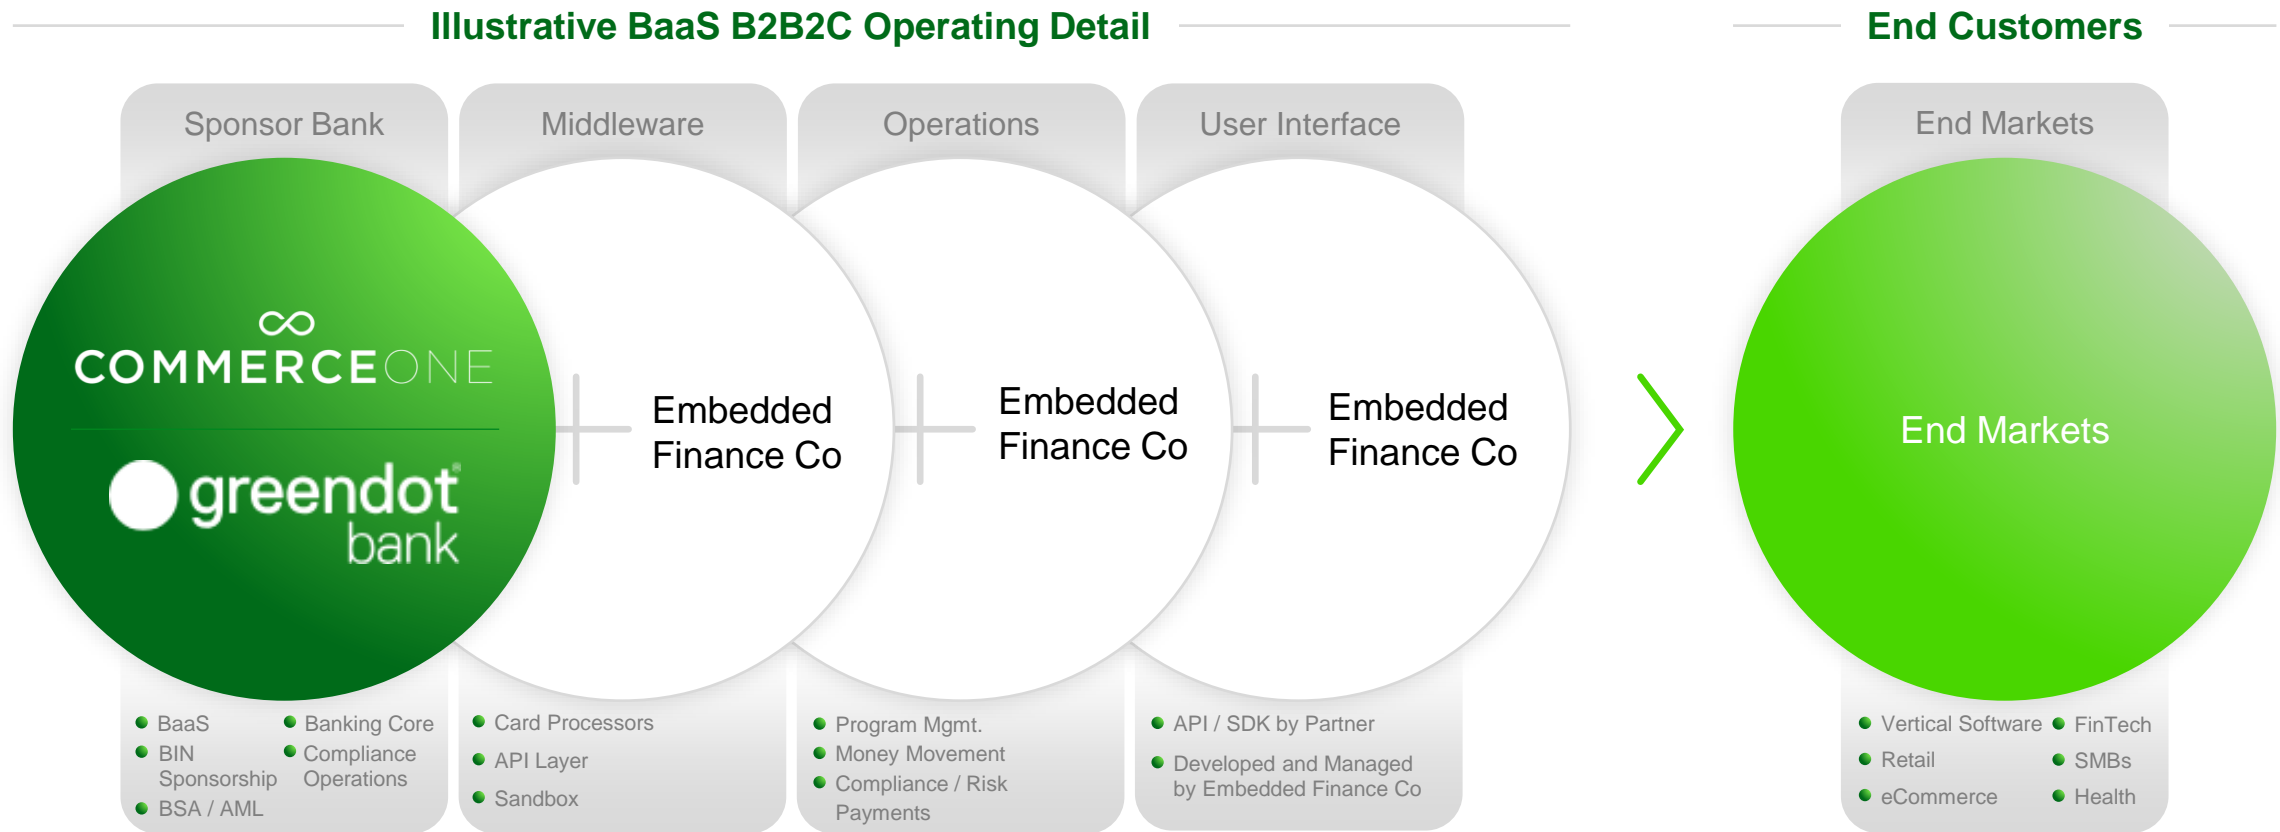 Illustrative BaaS B2B2C Operating Detail
End Customers
Sponsor Bank
Middleware
Operations
User Interface
End Markets
COMMERCEONE
greendot®
bank
Embedded
Finance Co
Embedded
Finance Co
Embedded
Finance Co
End Markets
BaaS
BIN
Sponsorship
BSA / AML
Banking Core
Compliance
Operations
Card Processors
API Layer
Sandbox
Program Mgmt.
Money Movement
Compliance / Risk
Payments
API / SDK by Partner
Developed and Managed
by Embedded Finance Co
Vertical Software
Retail
eCommerce
FinTech
SMBs
Health